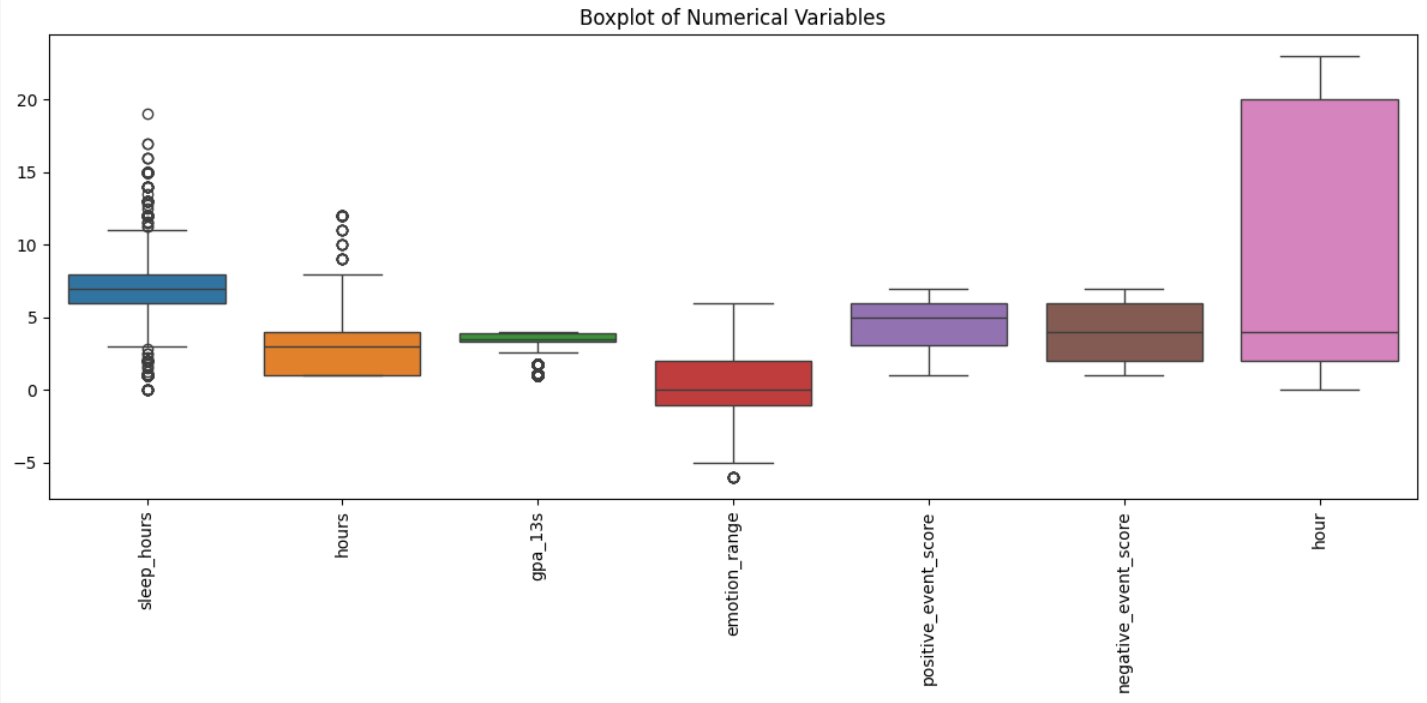 Boxplot of Numerical Variables
20
15
10
5
0
−5
sleep_hours
hours
gpa_13s
emotion_range
positive_event_score
negative_event_score
hour